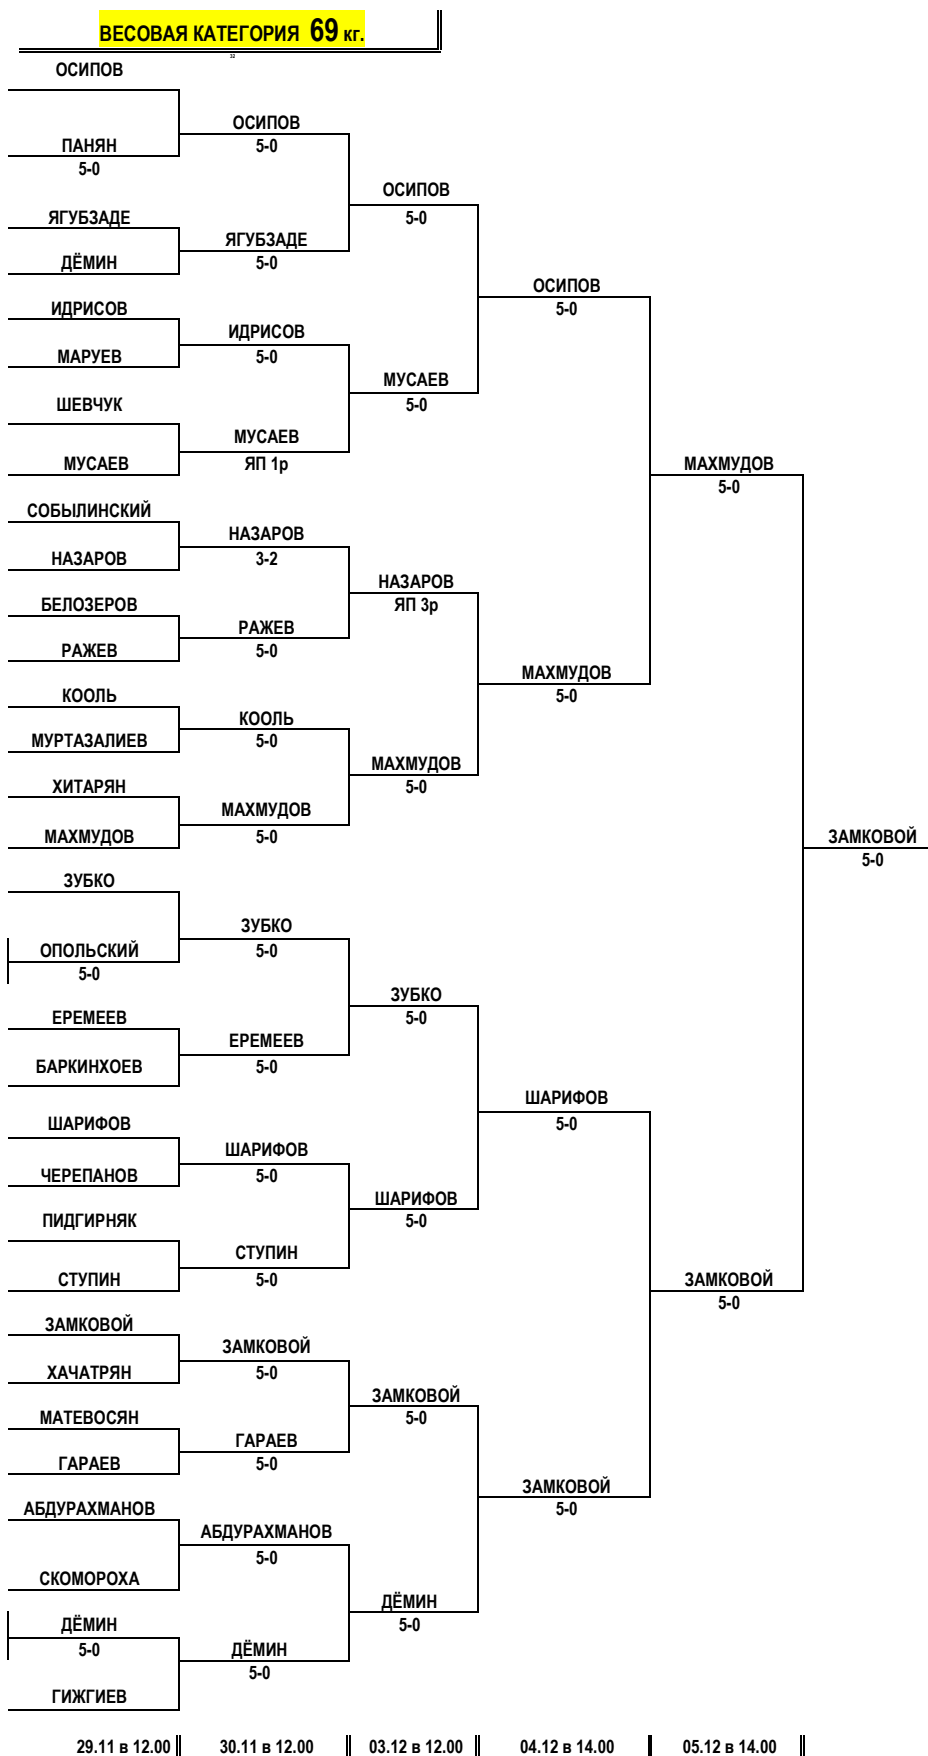 ВЕСОВАЯ КАТЕГОРИЯ 69 кг.
32
ОСИПОВ
ПАНЯН
5-0
ЯГУБЗАДЕ
ДЁМИН
ИДРИСОВ
МАРУЕВ
ШЕВЧУК
МУСАЕВ
СОБЫЛИНСКИЙ
НАЗАРОВ
БЕЛОЗЕРОВ
РАЖЕВ
КООЛЬ
МУРТАЗАЛИЕВ
ХИТАРЯН
МАХМУДОВ
ЗУБКО
ОПОЛЬСКИЙ
5-0
ЕРЕМЕЕВ
БАРКИНХОЕВ
ШАРИФОВ
ЧЕРЕПАНОВ
ПИДГИРНЯК
СТУПИН
ЗАМКОВОЙ
ХАЧАТРЯН
МАТЕВОСЯН
ГАРАЕВ
АБДУРАХМАНОВ
СКОМОРОХА
ДЁМИН
5-0
ГИЖГИЕВ
ОСИПОВ
5-0
ЯГУБЗАДЕ
5-0
ИДРИСОВ
5-0
МУСАЕВ
ЯП 1р
НАЗАРОВ
3-2
РАЖЕВ
5-0
КООЛЬ
5-0
МАХМУДОВ
5-0
ЗУБКО
5-0
ЕРЕМЕЕВ
5-0
ШАРИФОВ
5-0
СТУПИН
5-0
ЗАМКОВОЙ
5-0
ГАРАЕВ
5-0
АБДУРАХМАНОВ
5-0
ДЁМИН
5-0
ОСИПОВ
5-0
МУСАЕВ
5-0
НАЗАРОВ
ЯП 3р
МАХМУДОВ
5-0
ЗУБКО
5-0
ШАРИФОВ
5-0
ЗАМКОВОЙ
5-0
ДЁМИН
5-0
ОСИПОВ
5-0
МАХМУДОВ
5-0
ШАРИФОВ
5-0
ЗАМКОВОЙ
5-0
МАХМУДОВ
5-0
ЗАМКОВОЙ
5-0
ЗАМКОВОЙ
5-0
29.11 в 12.00 30.11 в 12.00 03.12 в 12.00 04.12 в 14.00 05.12 в 14.00